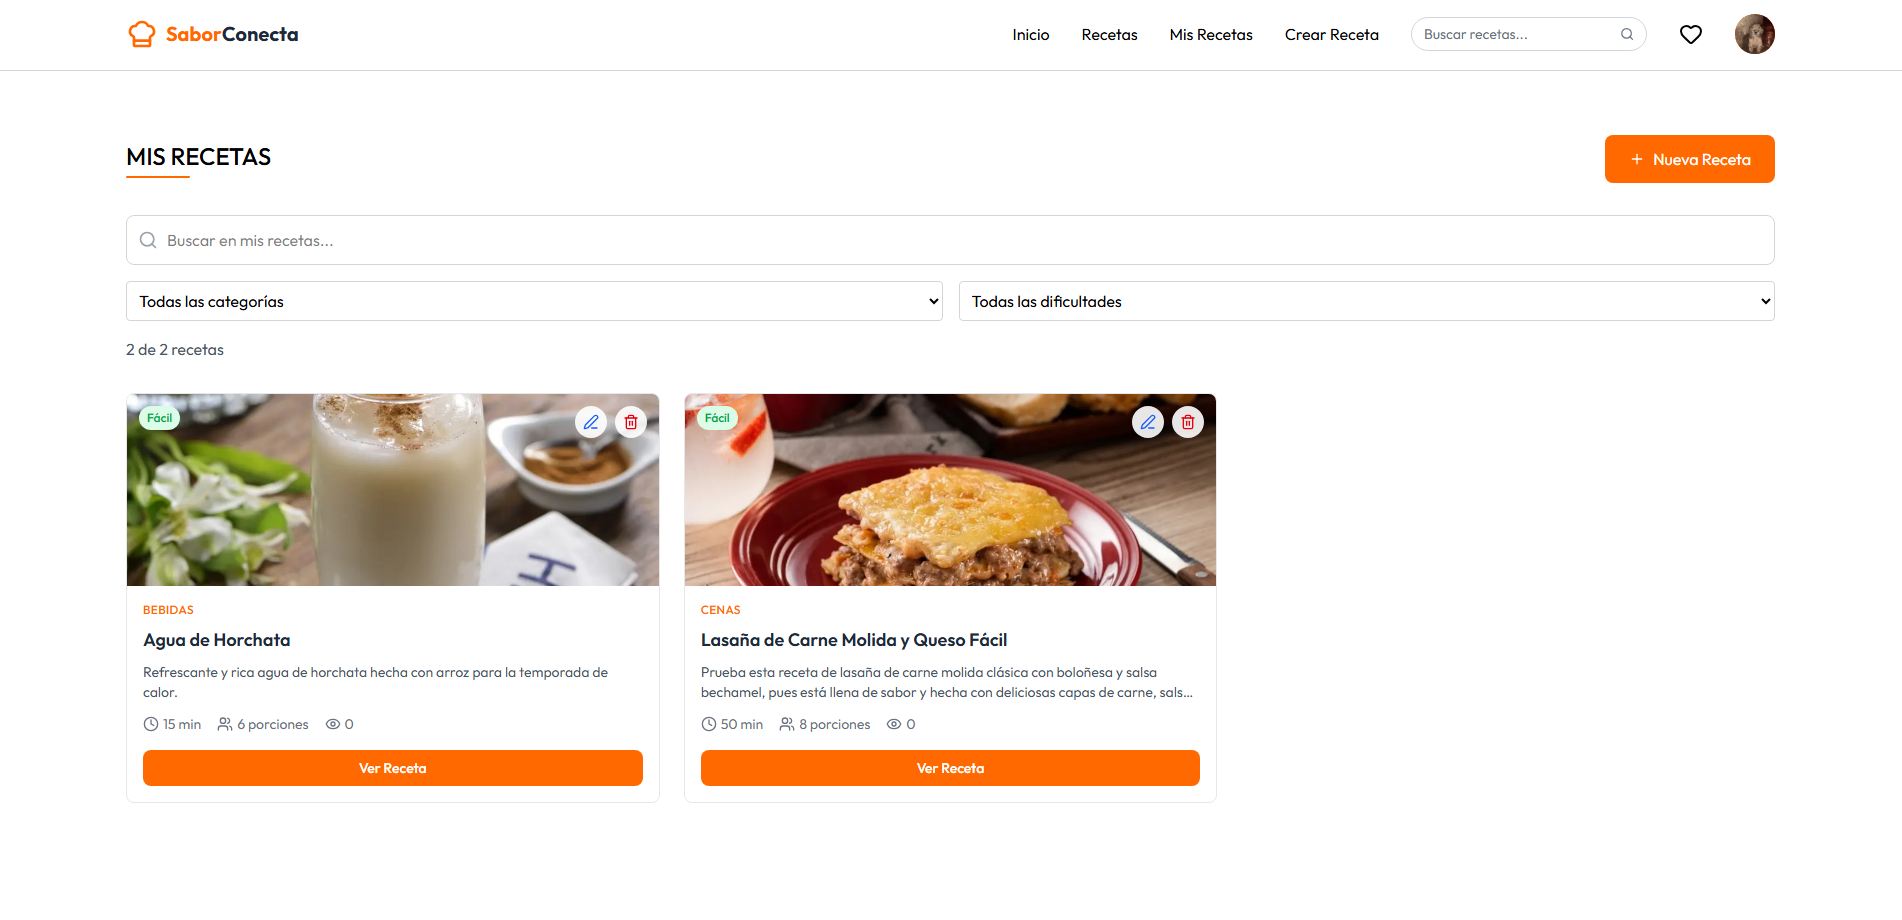 SaborConecta
Inicio
Recetas
Mis Recetas
Crear Receta
Buscar recetas...
MIS RECETAS
+ Nueva Receta
Buscar en mis recetas...
Todas las categorías
Todas las dificultades
2 de 2 recetas
Fácil
H
BEBIDAS
Agua de Horchata
Refrescante y rica agua de horchata hecha con arroz para la temporada de
calor.
15 min
6 porciones
0
Ver Receta
Fácil
CENAS
Lasaña de Carne Molida y Queso Fácil
Prueba esta receta de lasaña de carne molida clásica con boloñesa y salsa
bechamel, pues está llena de sabor y hecha con deliciosas capas de carne, sals...
50 min
8 porciones
0
Ver Receta